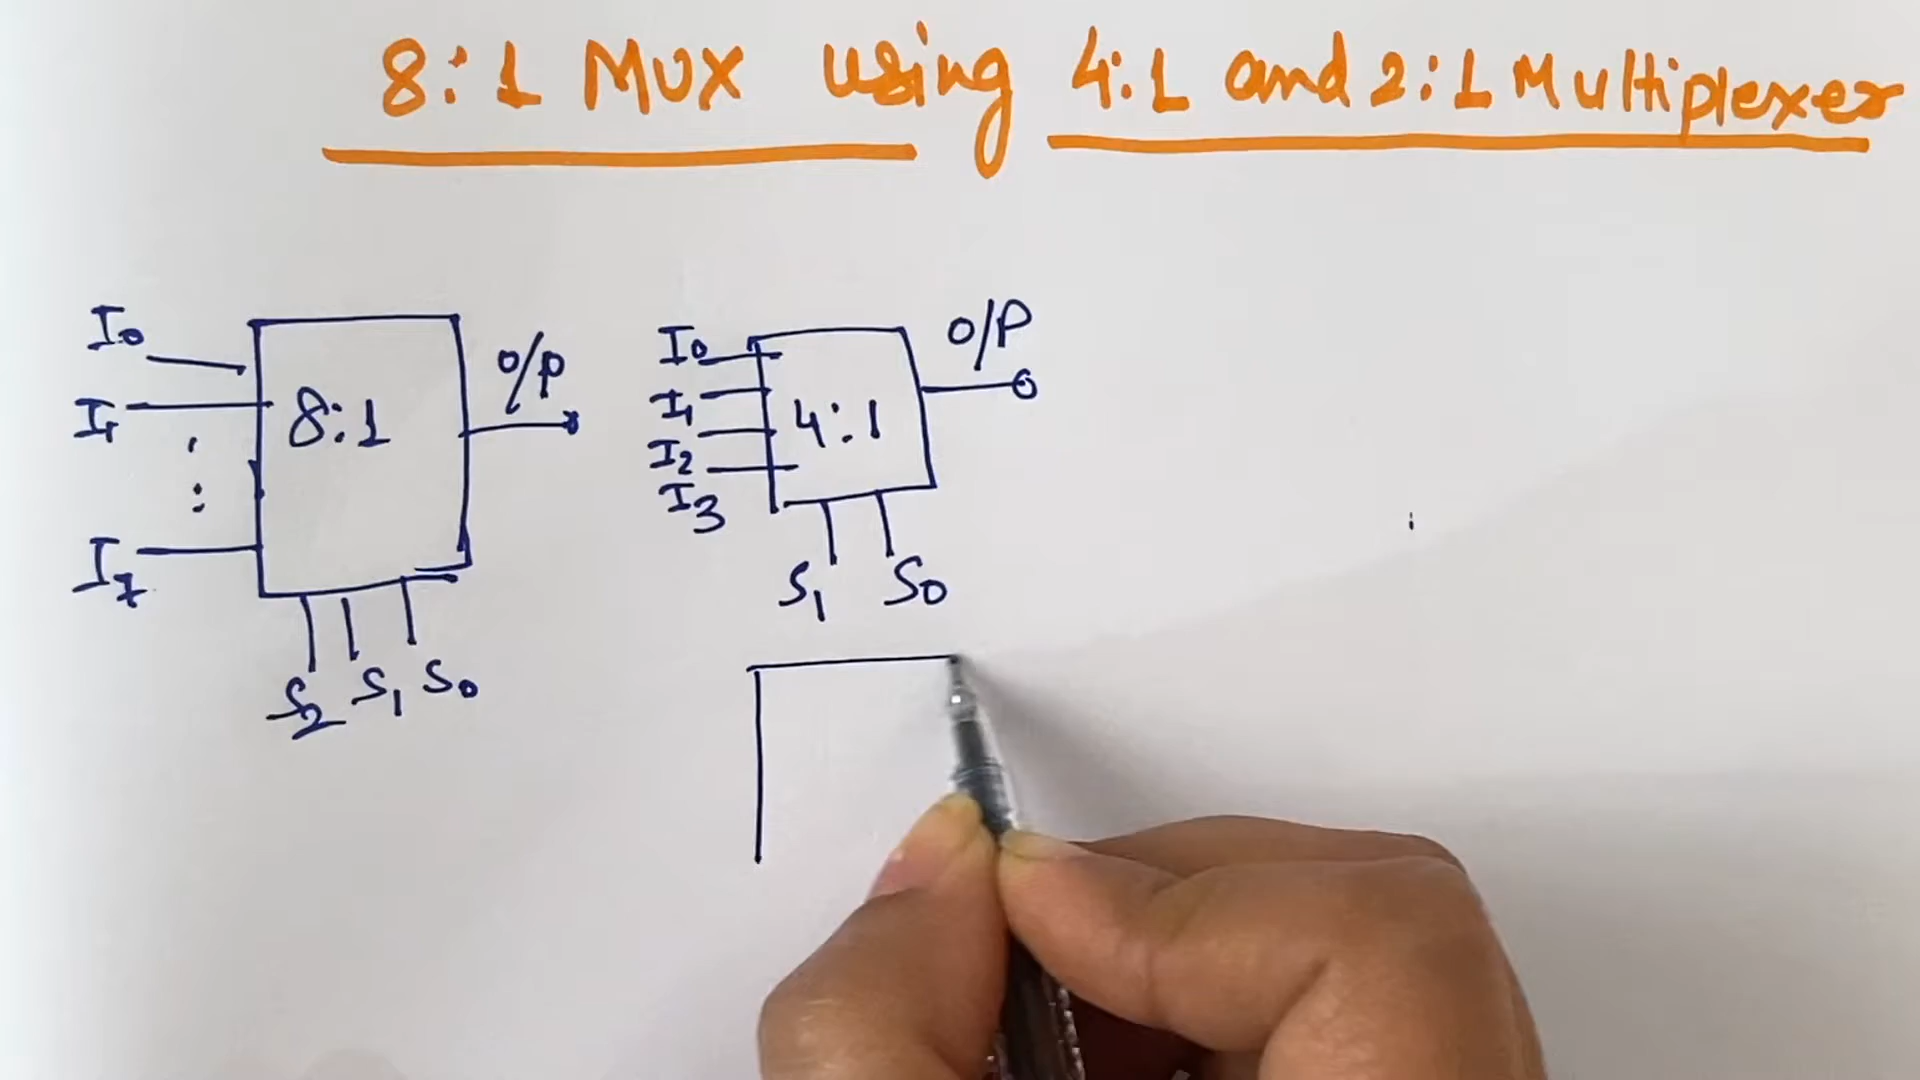 8:1 MUX using 4:1 and 2:1 Multiplexer
I0
I1
:
:
I7
8:1
O/P
S2 S1 S0
I0
I1
I2
I3
4:1
O/P
S1 S0